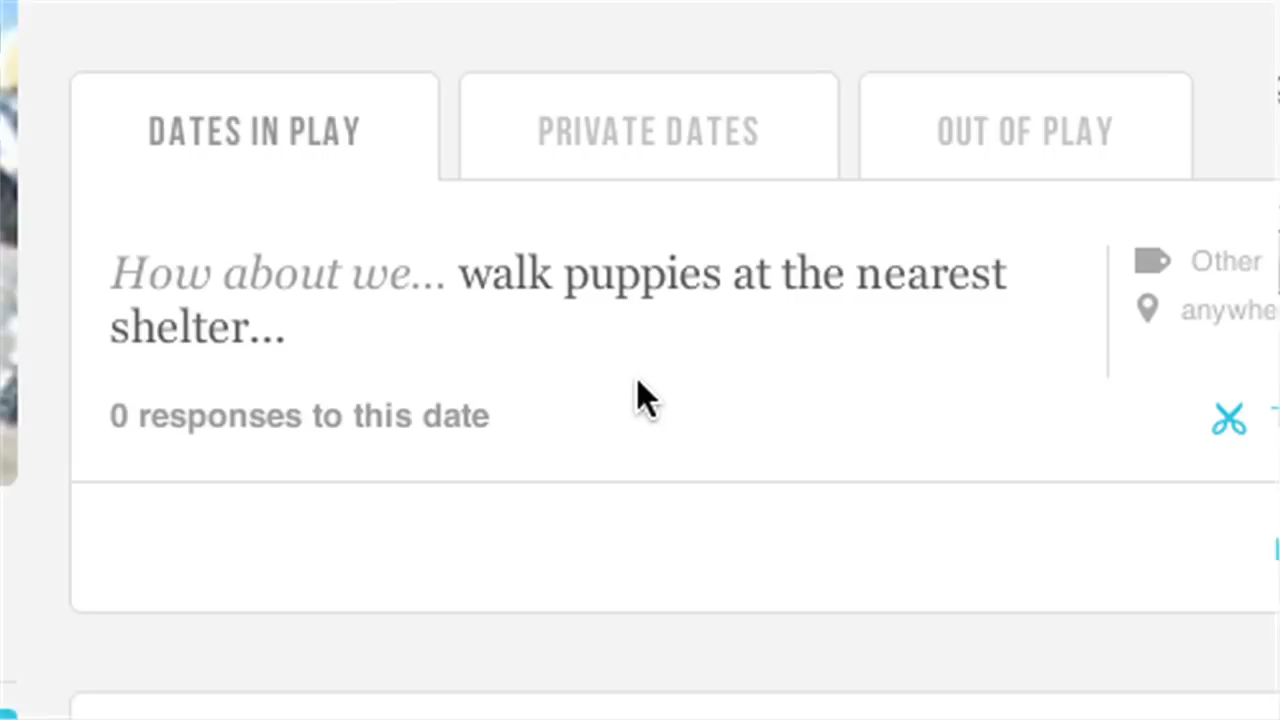 DATES IN PLAY
PRIVATE DATES
OUT OF PLAY
How about we... walk puppies at the nearest
shelter...
Other
anywhe
0 responses to this date